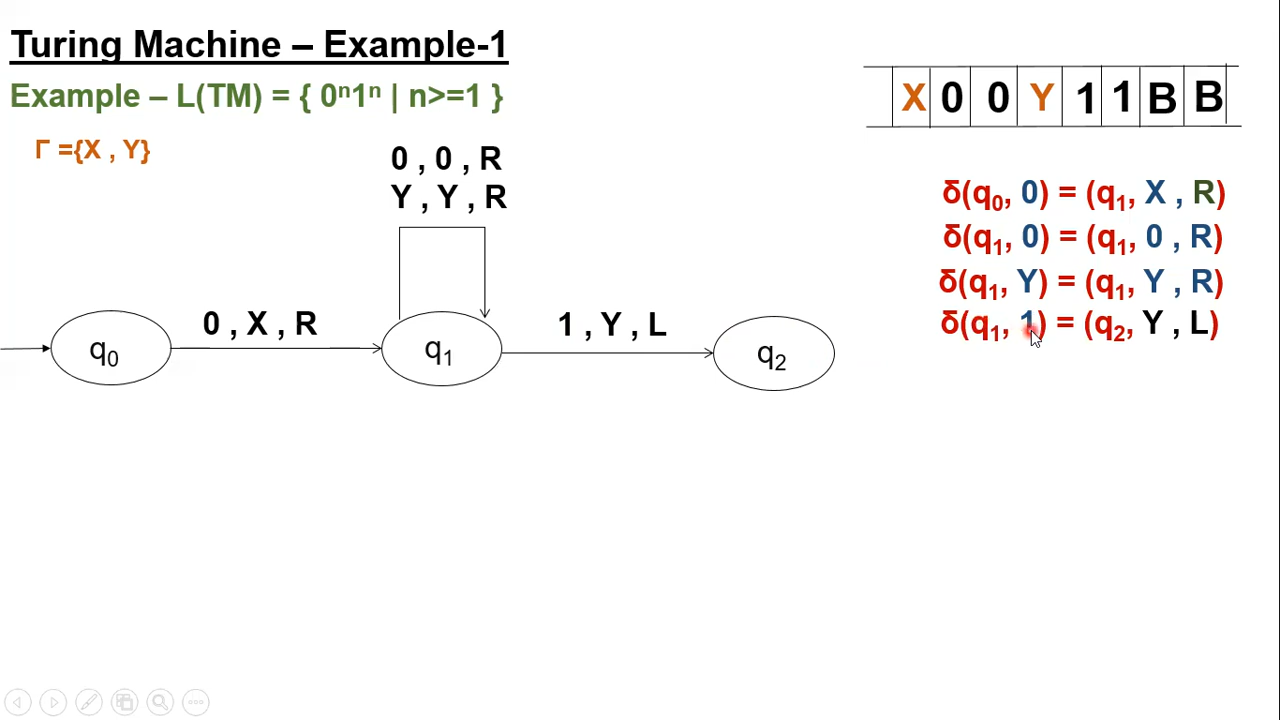 Turing Machine – Example-1
Example – L(TM) = { 0ⁿ1ⁿ | n>=1 }
Γ ={X , Y}
X 0 0 Y 1 1 B B
0 , 0 , R
Y , Y , R
δ(q₀, 0) = (q₁, X , R)
δ(q₁, 0) = (q₁, 0 , R)
δ(q₁, Y) = (q₁, Y , R)
δ(q₁, 1) = (q₂, Y , L)
0 , X , R
1 , Y , L
q₀
q₁
q₂